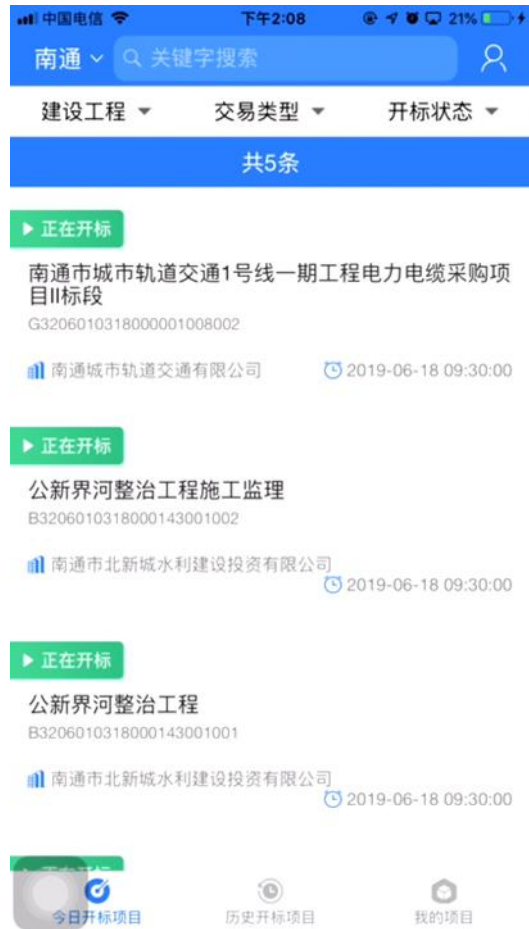 中国电信 下午2:08 21%
南通 关键字搜索
建设工程 交易类型 开标状态
共5条
正在开标
南通市城市轨道交通1号线一期工程电力电缆采购项
目II标段
G3206010318000001008002
南通城市轨道交通有限公司 2019-06-18 09:30:00
正在开标
公新界河整治工程施工监理
B3206010318000143001002
南通市北新城水利建设投资有限公司
2019-06-18 09:30:00
正在开标
公新界河整治工程
B3206010318000143001001
南通市北新城水利建设投资有限公司
2019-06-18 09:30:00
今日开标项目 历史开标项目 我的项目